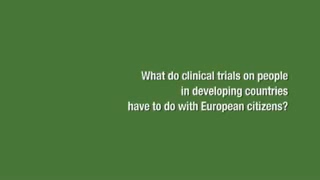 What do clinical trials on people
in developing countries
have to do with European citizens?